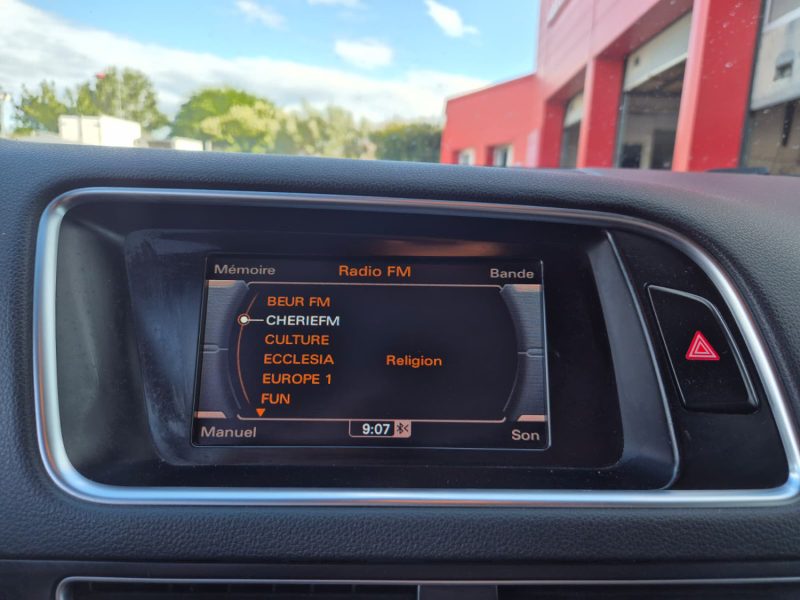 Mémoire Radio FM Bande
BEUR FM
CHERIEFM
CULTURE
ECCLESIA Religion
EUROPE 1
FUN
Manuel 9:07 Son